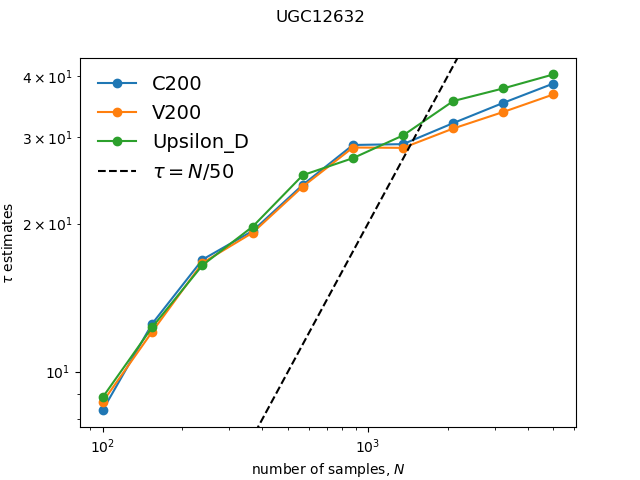 UGC12632
C200
V200
Upsilon_D
τ = N/50
4 × 10¹
3 × 10¹
2 × 10¹
10¹
τ estimates
10² 10³
number of samples, N